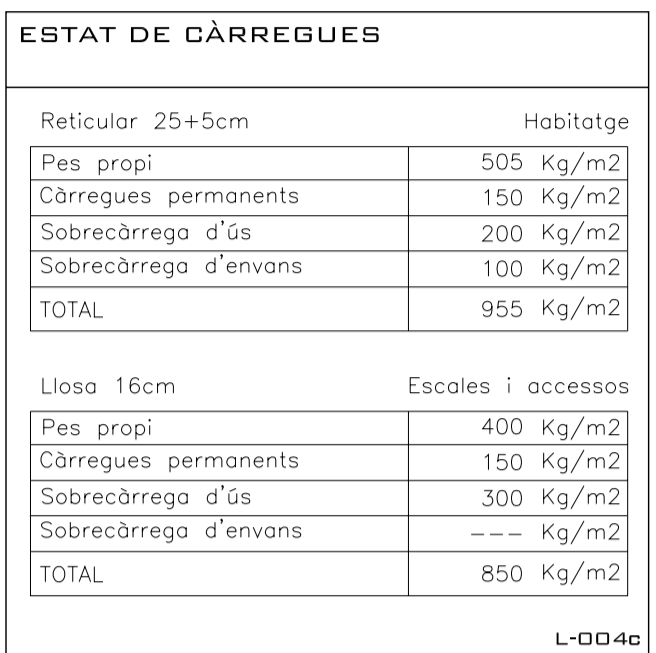 ESTAT DE CÀRREGUES
Reticular 25+5cm Habitatge
Pes propi 505 Kg/m2
Càrregues permanents 150 Kg/m2
Sobrecàrrega d'ús 200 Kg/m2
Sobrecàrrega d'envans 100 Kg/m2
TOTAL 955 Kg/m2
Llosa 16cm Escales i accessos
Pes propi 400 Kg/m2
Càrregues permanents 150 Kg/m2
Sobrecàrrega d'ús 300 Kg/m2
Sobrecàrrega d'envans --- Kg/m2
TOTAL 850 Kg/m2
L-004c